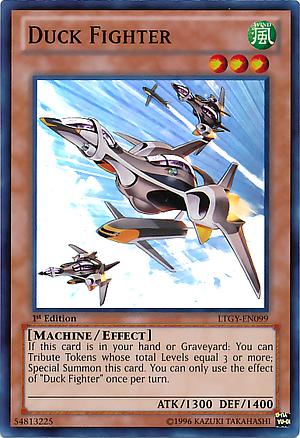 DUCK FIGHTER
WIND
風
1st Edition
LTGY-EN099
[MACHINE/EFFECT]
If this card is in your hand or Graveyard: You can
Tribute Tokens whose total Levels equal 3 or more;
Special Summon this card. You can only use the effect
of "Duck Fighter" once per turn.
ATK/1300 DEF/1400
54813225
©1996 KAZUKI TAKAHASHI